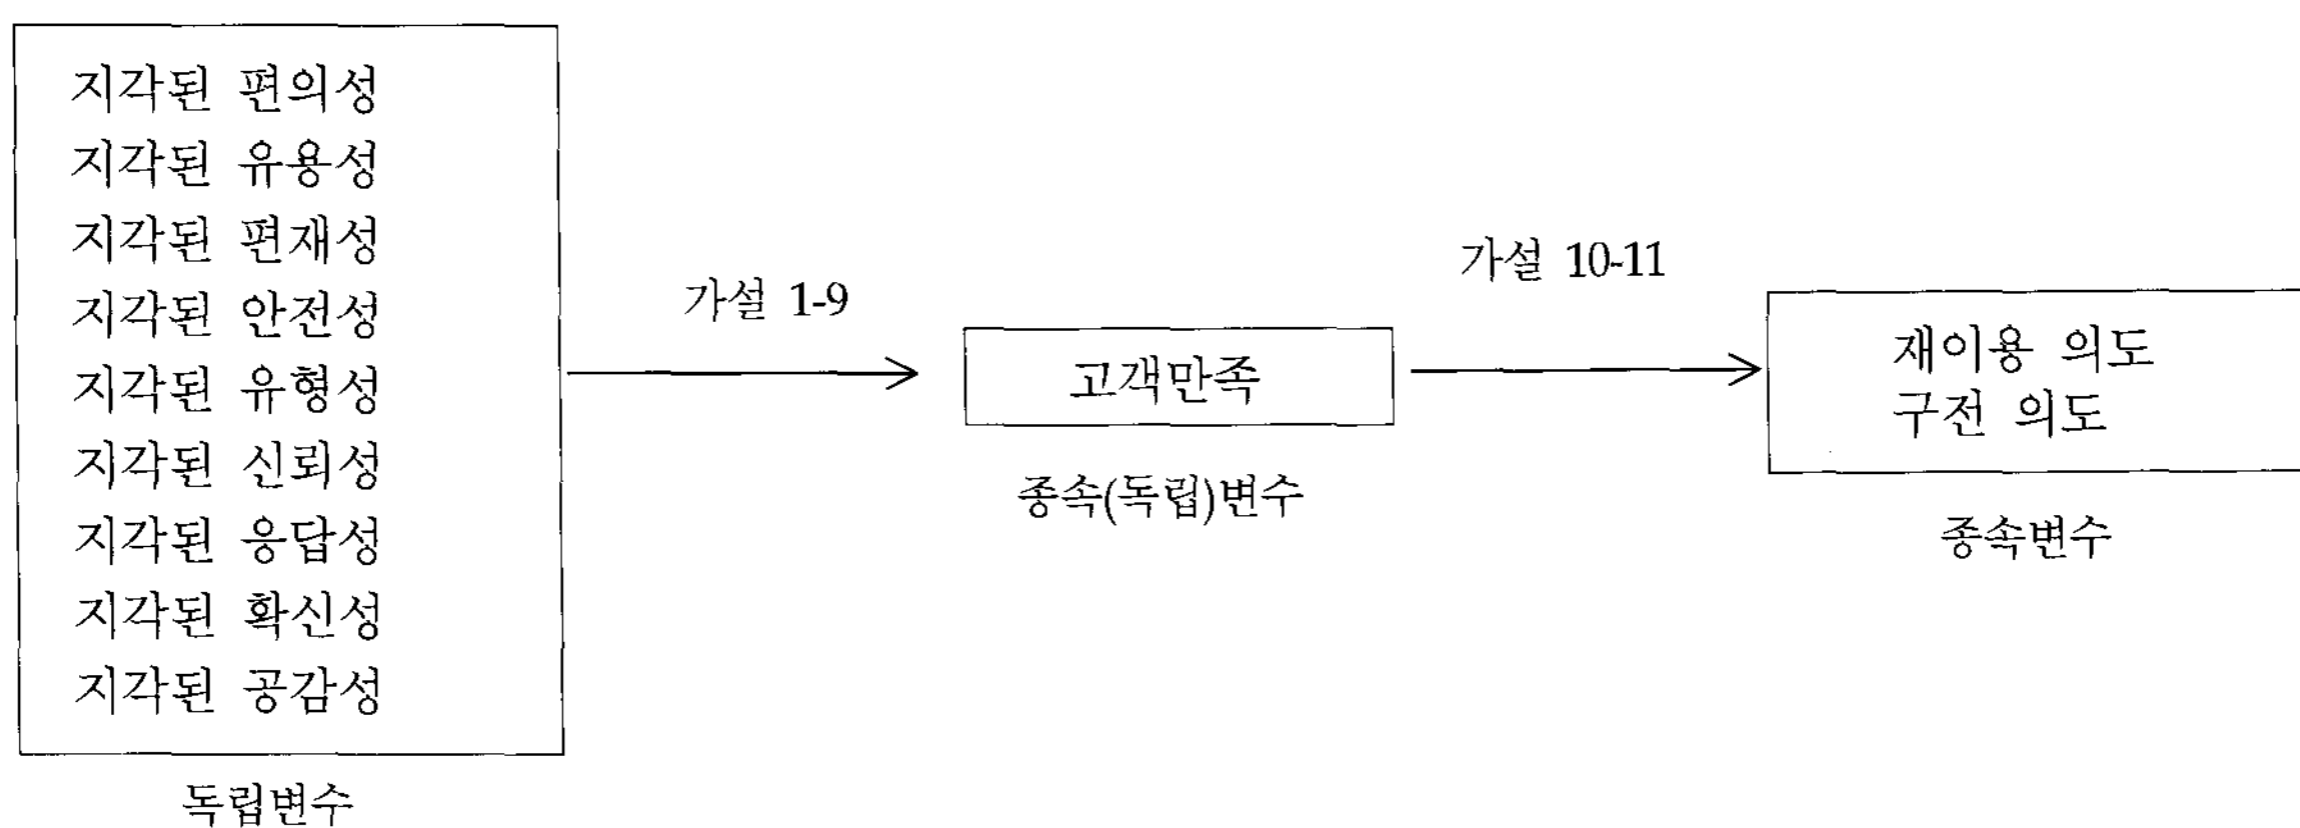 지각된 편의성
지각된 유용성
지각된 편재성
지각된 안전성
지각된 유형성
지각된 신뢰성
지각된 응답성
지각된 확신성
지각된 공감성
독립변수
가설 1-9
고객만족
종속(독립)변수
가설 10-11
재이용 의도
구전 의도
종속변수